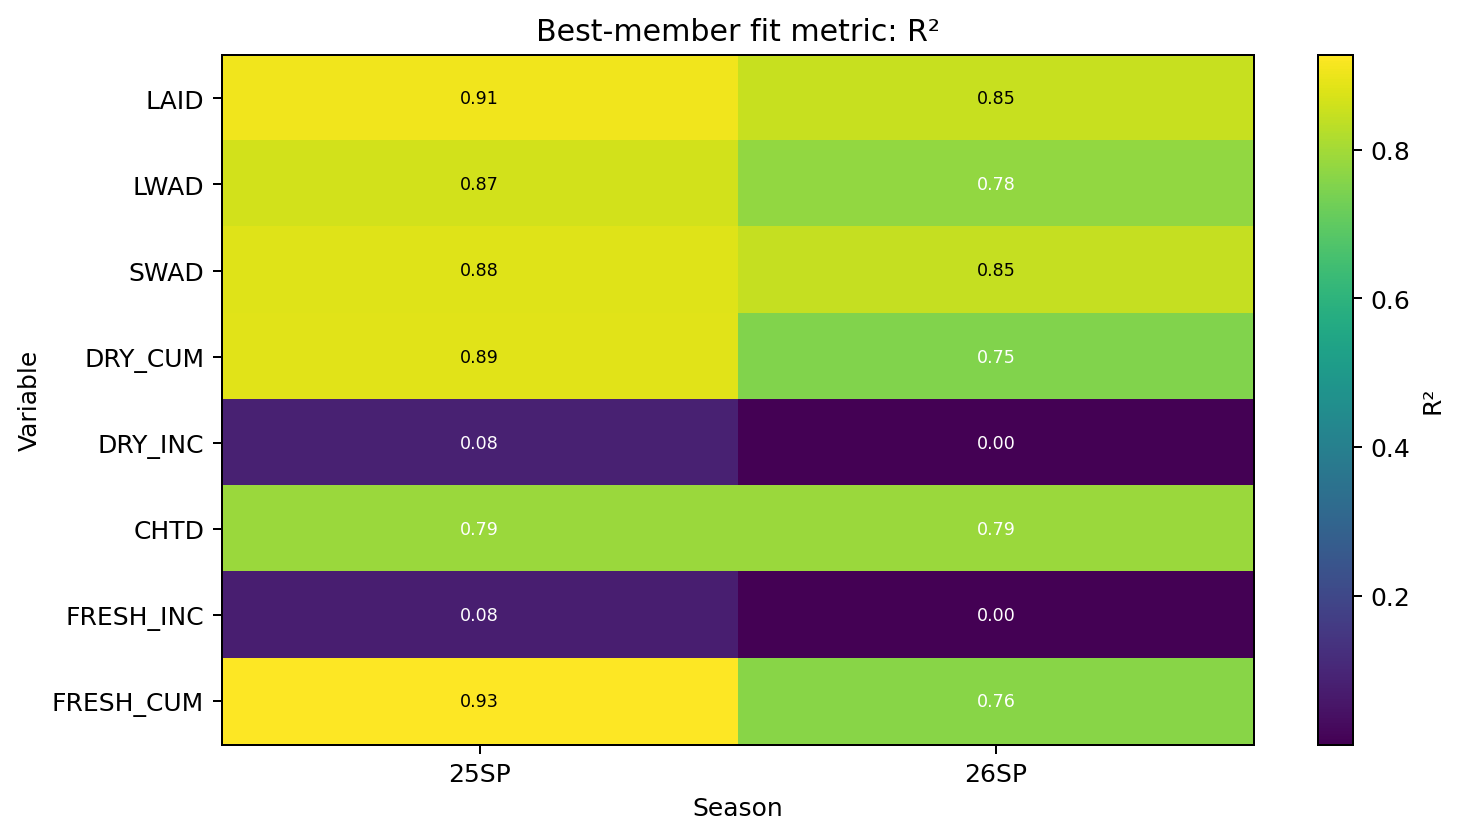 Best-member fit metric: R²
LAID 0.91 0.85
LWAD 0.87 0.78
SWAD 0.88 0.85
DRY_CUM 0.89 0.75
DRY_INC 0.08 0.00
CHTD 0.79 0.79
FRESH_INC 0.08 0.00
FRESH_CUM 0.93 0.76
25SP 26SP
Season
Variable
0.8
0.6
0.4
0.2
R²